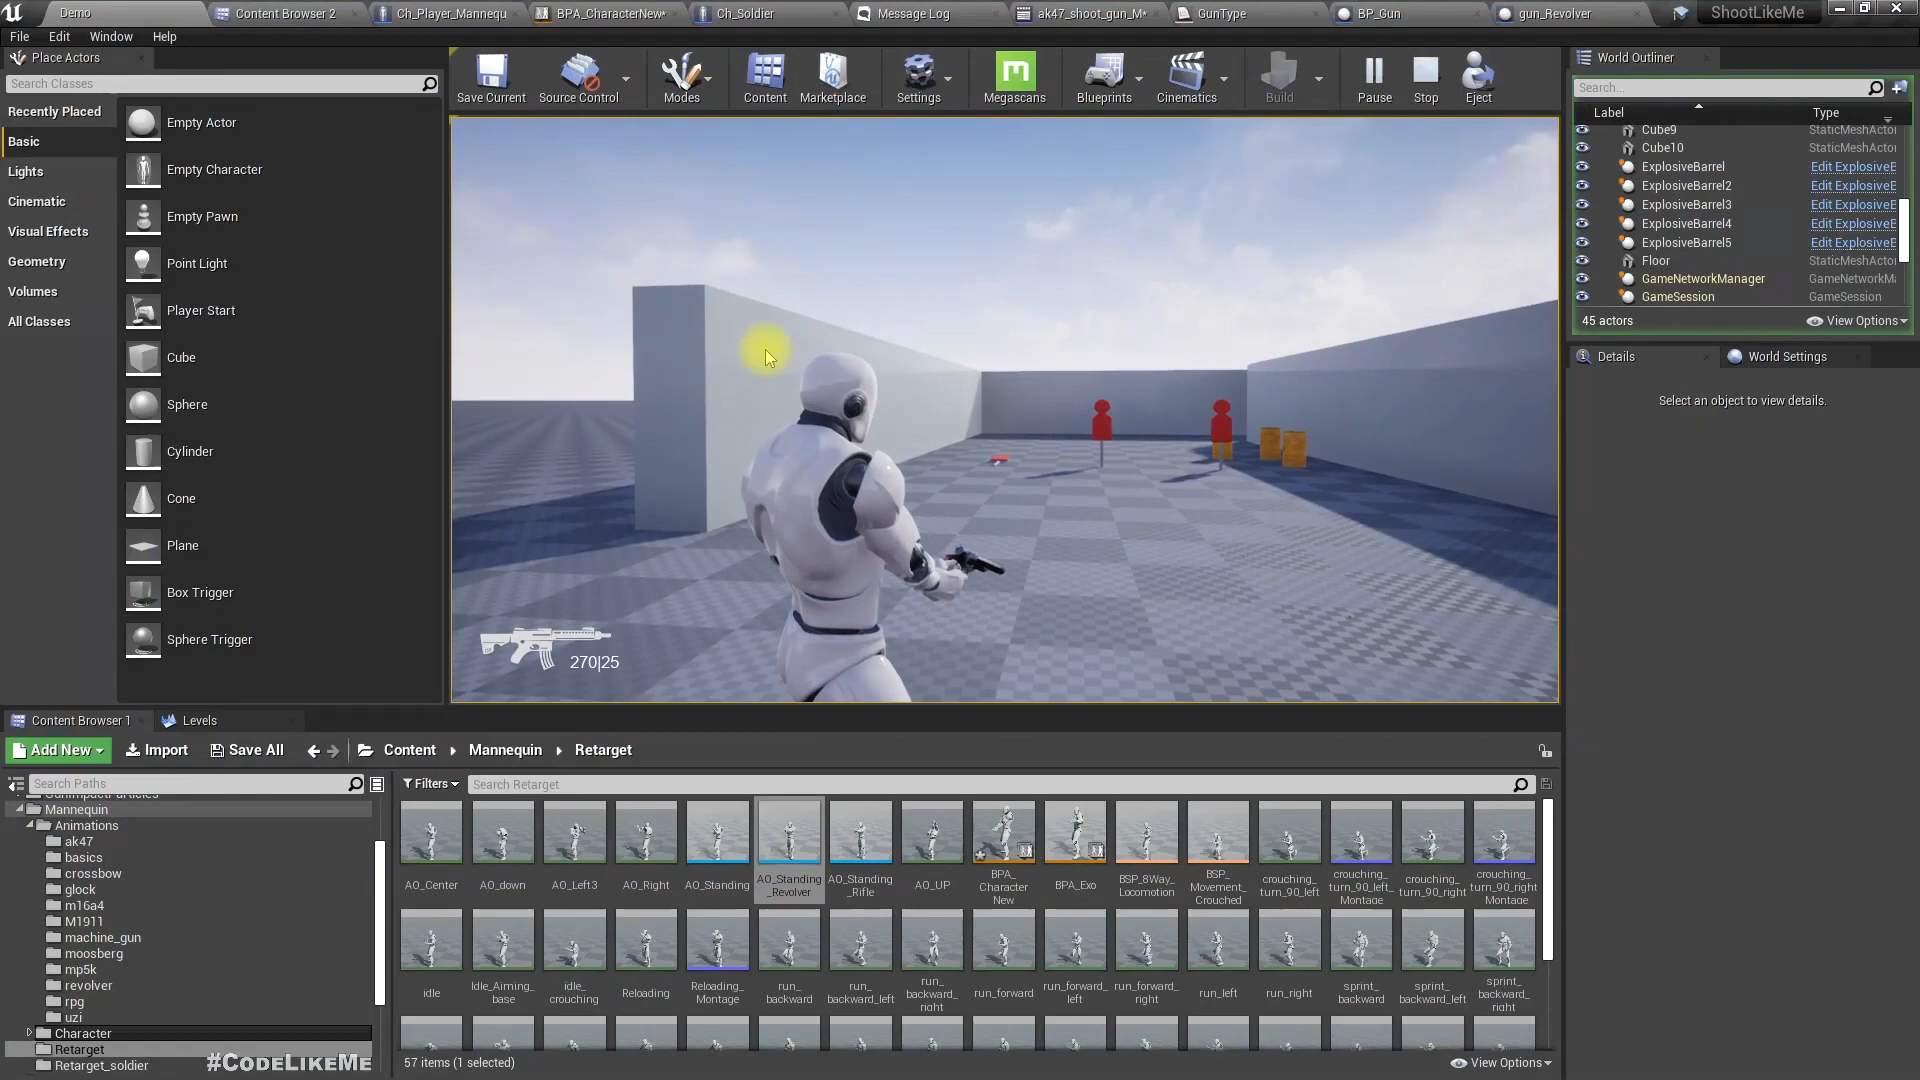 Demo
Content Browser 2
Ch_Player_Mannequ
BPA_CharacterNew*
Ch_Soldier
Message Log
ak47_shoot_gun_M*
GunType
BP_Gun
gun_Revolver
ShootLikeMe
File
Edit
Window
Help
Place Actors
Search Classes
Recently Placed
Basic
Lights
Cinematic
Visual Effects
Geometry
Volumes
All Classes
Empty Actor
Empty Character
Empty Pawn
Point Light
Player Start
Cube
Sphere
Cylinder
Cone
Plane
Box Trigger
Sphere Trigger
Save Current
Source Control
Modes
Content
Marketplace
Settings
Megascans
Blueprints
Cinematics
Build
Pause
Stop
Eject
270|25
World Outliner
Search...
Label
Type
Cube9
StaticMeshActo
Cube10
StaticMeshActo
ExplosiveBarrel
Edit ExplosiveB
ExplosiveBarrel2
Edit ExplosiveB
ExplosiveBarrel3
Edit ExplosiveB
ExplosiveBarrel4
Edit ExplosiveB
ExplosiveBarrel5
Edit ExplosiveB
Floor
StaticMeshActo
GameNetworkManager
GameNetworkMa
GameSession
GameSession
45 actors
View Options
Details
World Settings
Select an object to view details.
Content Browser 1
Levels
Add New
Import
Save All
Content
Mannequin
Retarget
Search Paths
Mannequin
Animations
ak47
basics
crossbow
glock
m16a4
M1911
machine_gun
moosberg
mp5k
revolver
rpg
uzi
Character
Retarget
Retarget_soldier
#CodeLikeMe
Filters
Search Retarget
AO_Center
AO_down
AO_Left3
AO_Right
AO_Standing
AO_Standing
_Revolver
AO_Standing
_Rifle
AO_UP
BPA_
Character
New
BPA_Exo
BSP_8Way_
Locomotion
BSP_
Movement_
Crouched
crouching_
turn_90_left
crouching_
turn_90_left_
Montage
crouching_
turn_90_right
crouching_
turn_90_right
Montage
idle
Idle_Aiming_
base
idle_
crouching
Reloading
Reloading_
Montage
run_
backward
run_
backward_left
run_
backward_
right
run_forward
run_forward_
left
run_forward_
right
run_left
run_right
sprint_
backward
sprint_
backward_left
sprint_
backward_
right
57 items (1 selected)
View Options